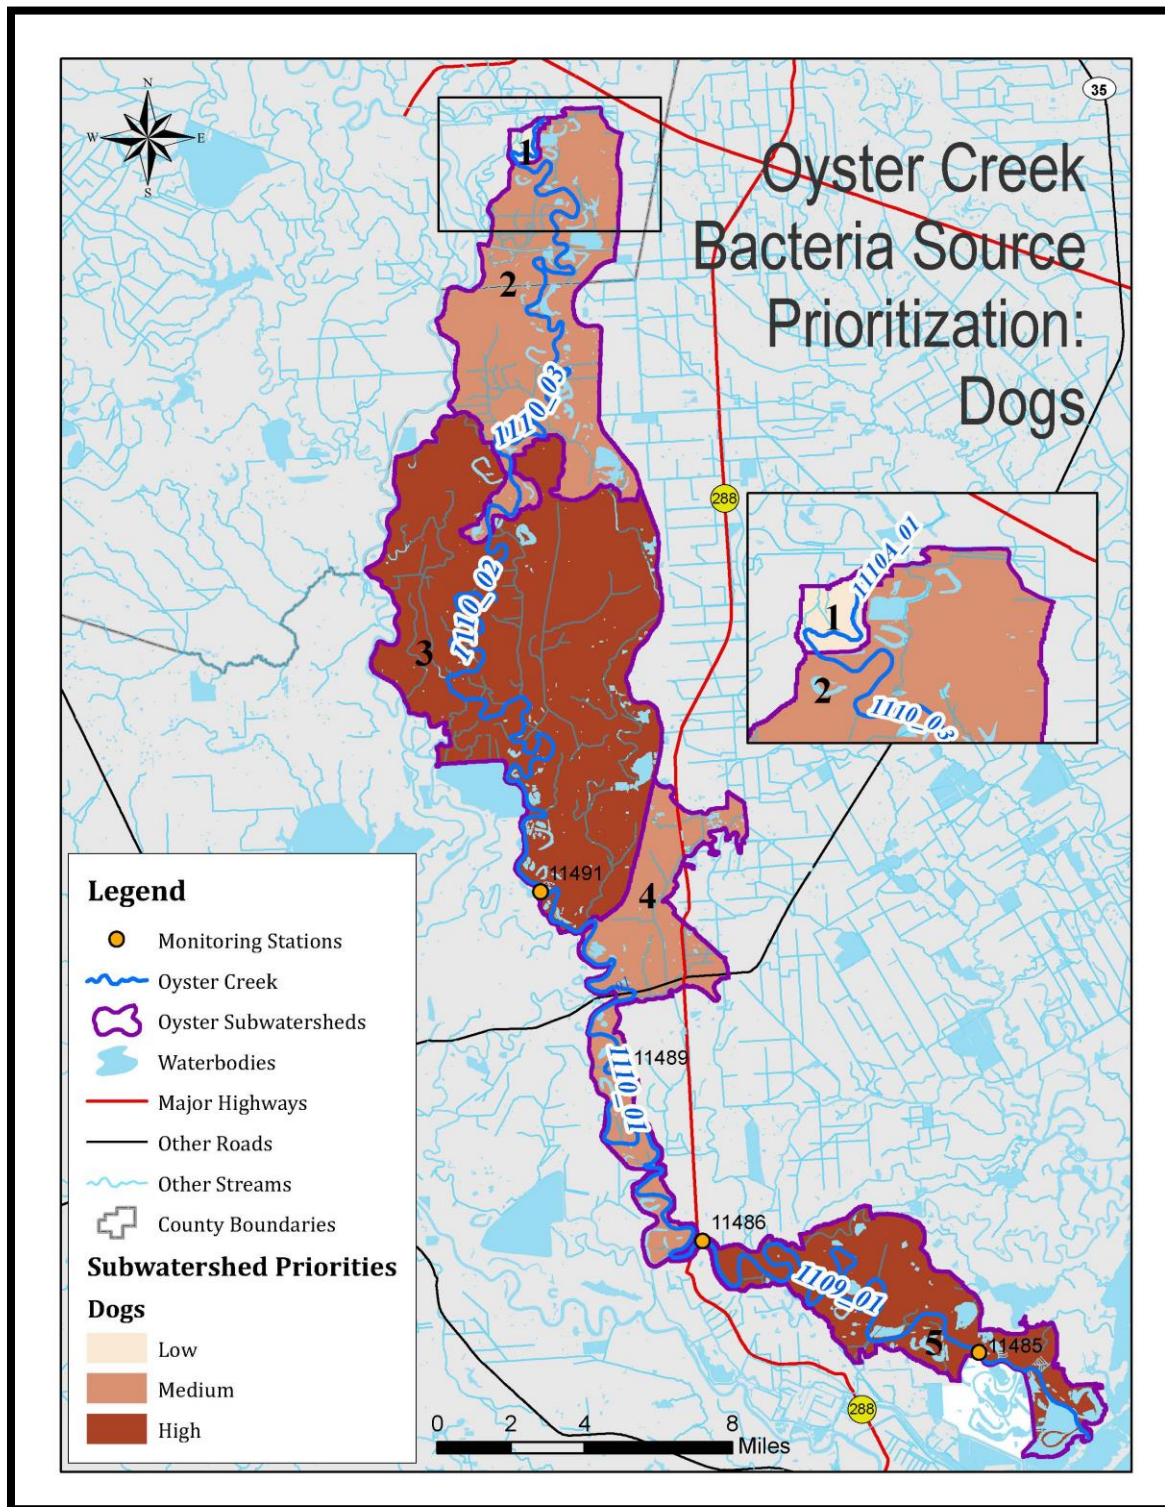 N
W
E
S
35
Oyster Creek
Bacteria Source
Prioritization:
Dogs
1
2
1110_03
288
1110A_01
1
2
1110_03
1110_02
3
4
11491
11489
1110_01
11486
1109_01
5
11485
288
Legend
Monitoring Stations
Oyster Creek
Oyster Subwatersheds
Waterbodies
Major Highways
Other Roads
Other Streams
County Boundaries
Subwatershed Priorities
Dogs
Low
Medium
High
0 2 4 8
Miles